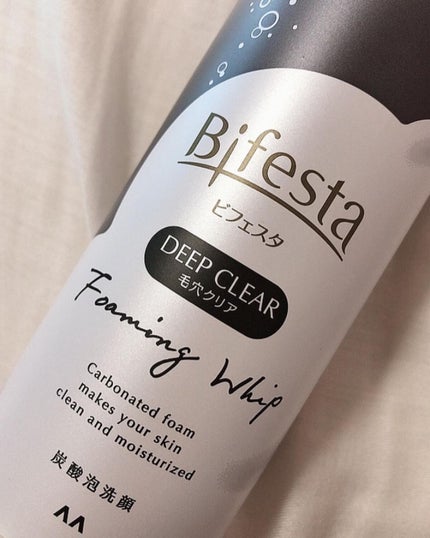 Bifesta
ビフェスタ
DEEP CLEAR
毛穴クリア
Foaming Whip
Carbonated foam
makes your skin
clean and moisturized
炭酸泡洗顔